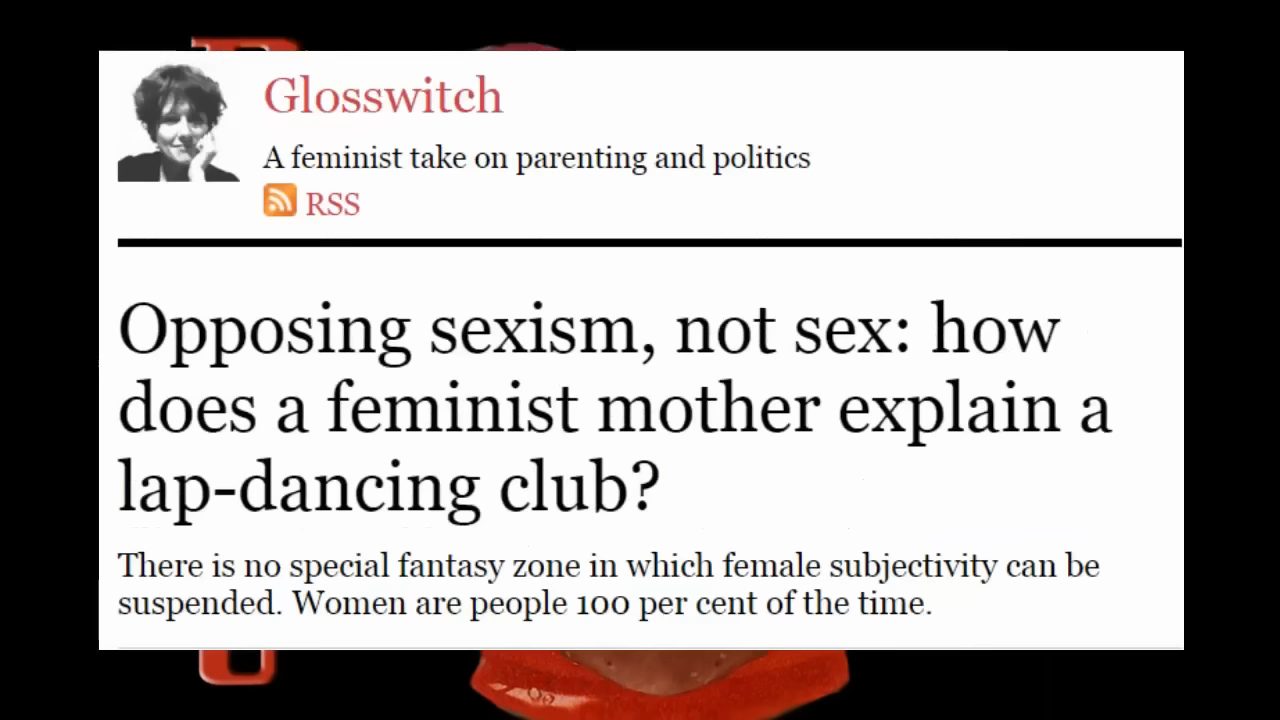 Glosswitch
A feminist take on parenting and politics
RSS
Opposing sexism, not sex: how
does a feminist mother explain a
lap-dancing club?
There is no special fantasy zone in which female subjectivity can be
suspended. Women are people 100 per cent of the time.